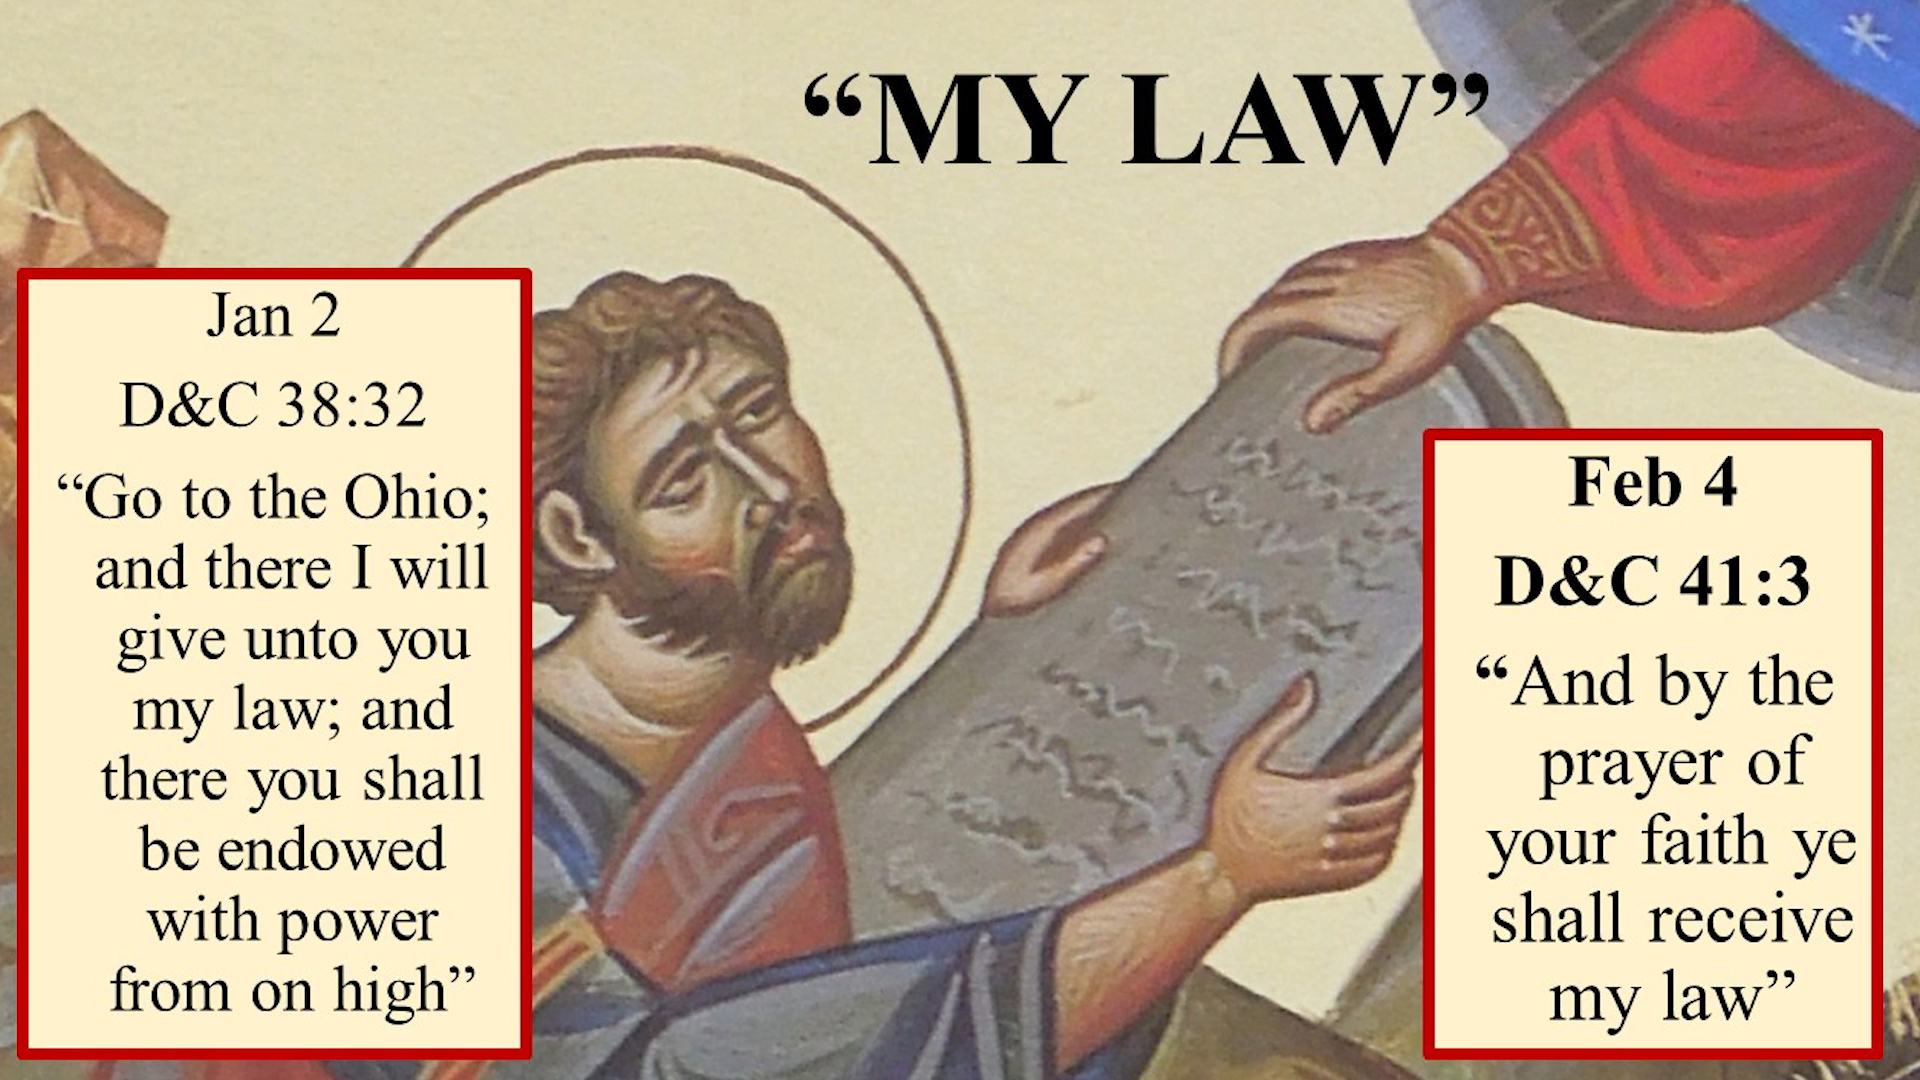 “MY LAW”
Jan 2
D&C 38:32
“Go to the Ohio;
and there I will
give unto you
my law; and
there you shall
be endowed
with power
from on high”
Feb 4
D&C 41:3
“And by the
prayer of
your faith ye
shall receive
my law”